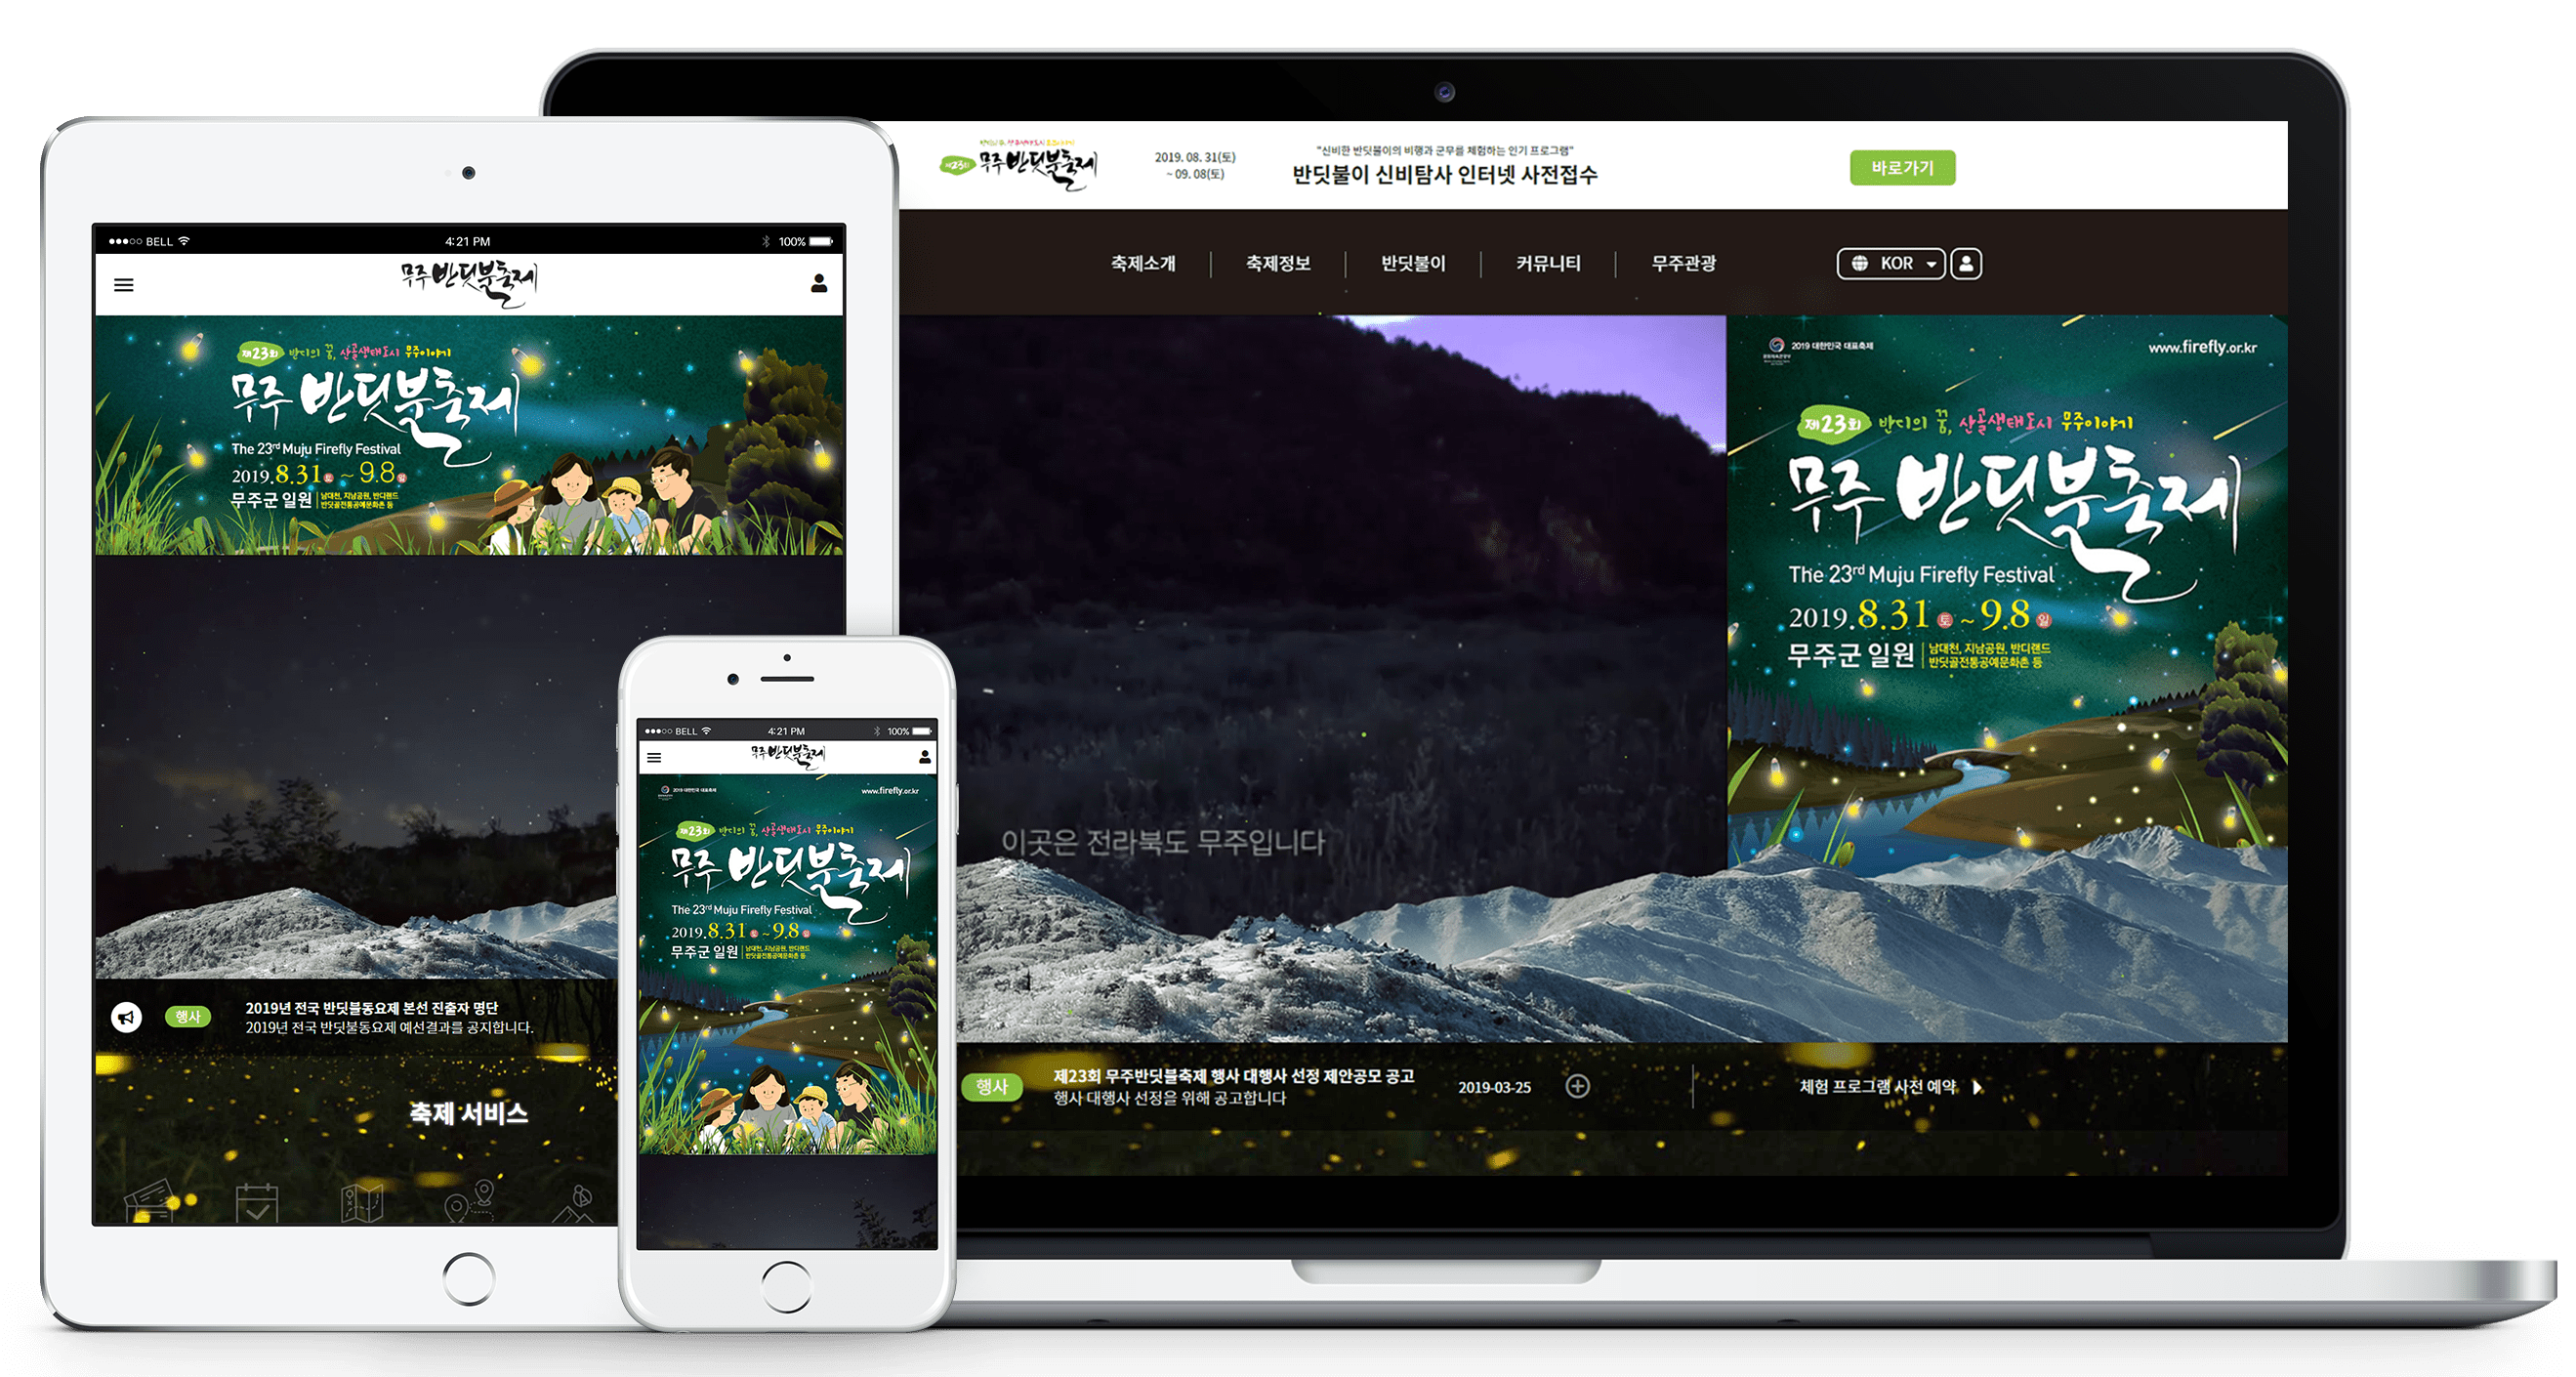 BELL
4:21 PM
100%
무주 반딧불축제
제23회 반디의 꿈, 산골생태도시 무주이야기
무주 반딧불축제
The 23rd Muju Firefly Festival
2019.8.31 토 ~ 9.8 일
무주군 일원
남대천, 지남공원, 반디랜드
반딧골전통공예문화촌 등
행사
2019년 전국 반딧불동요제 본선 진출자 명단
2019년 전국 반딧불동요제 예선결과를 공지합니다.
축제 서비스
BELL
4:21 PM
100%
무주 반딧불축제
2019 대한민국 대표축제
www.firefly.or.kr
제23회 반디의 꿈, 산골생태도시 무주이야기
무주 반딧불축제
The 23rd Muju Firefly Festival
2019.8.31 토 ~ 9.8 일
무주군 일원
남대천, 지남공원, 반디랜드
반딧골전통공예문화촌 등
반디의 꿈, 산골생태도시 무주이야기
제23회 무주 반딧불축제
2019. 08. 31(토)
~ 09. 08(토)
"신비한 반딧불이의 비행과 군무를 체험하는 인기 프로그램"
반딧불이 신비탐사 인터넷 사전접수
바로가기
축제소개
축제정보
반딧불이
커뮤니티
무주관광
KOR
이곳은 전라북도 무주입니다
2019 대한민국 대표축제
www.firefly.or.kr
제23회 반디의 꿈, 산골생태도시 무주이야기
무주 반딧불축제
The 23rd Muju Firefly Festival
2019.8.31 토 ~ 9.8 일
무주군 일원
남대천, 지남공원, 반디랜드
반딧골전통공예문화촌 등
행사
제23회 무주반딧불축제 행사 대행사 선정 제안공모 공고
행사 대행사 선정을 위해 공고합니다
2019-03-25
체험 프로그램 사전 예약